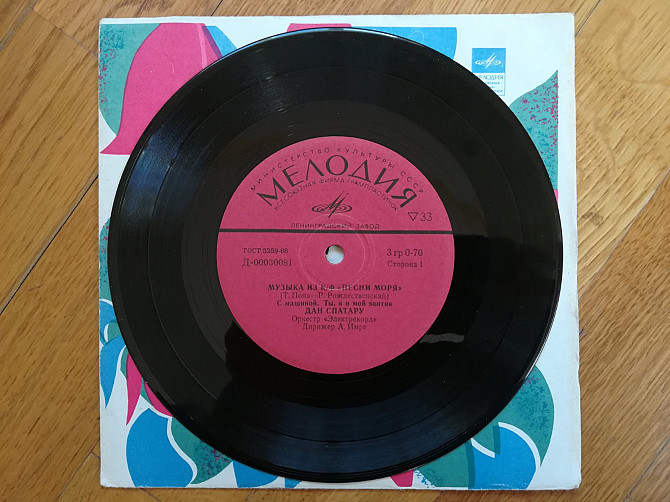 МИНИСТЕРСТВО КУЛЬТУРЫ СССР
МЕЛОДИЯ
ВСЕСОЮЗНАЯ ФИРМА ГРАМПЛАСТИНОК
▽33
ЛЕНИНГРАДСКИЙ ЗАВОД
ГОСТ 5289-68
Д-00030081
3 гр 0-70
Сторона 1
МУЗЫКА ИЗ К/Ф «ПЕСНИ МОРЯ»
(Т. Попа—Р. Рождественский)
С машиной. Ты, я и мой зонтик
ДАН СПАТАРУ
Оркестр «Электрекорд»
Дирижер А. Имре
МЕЛОДИЯ